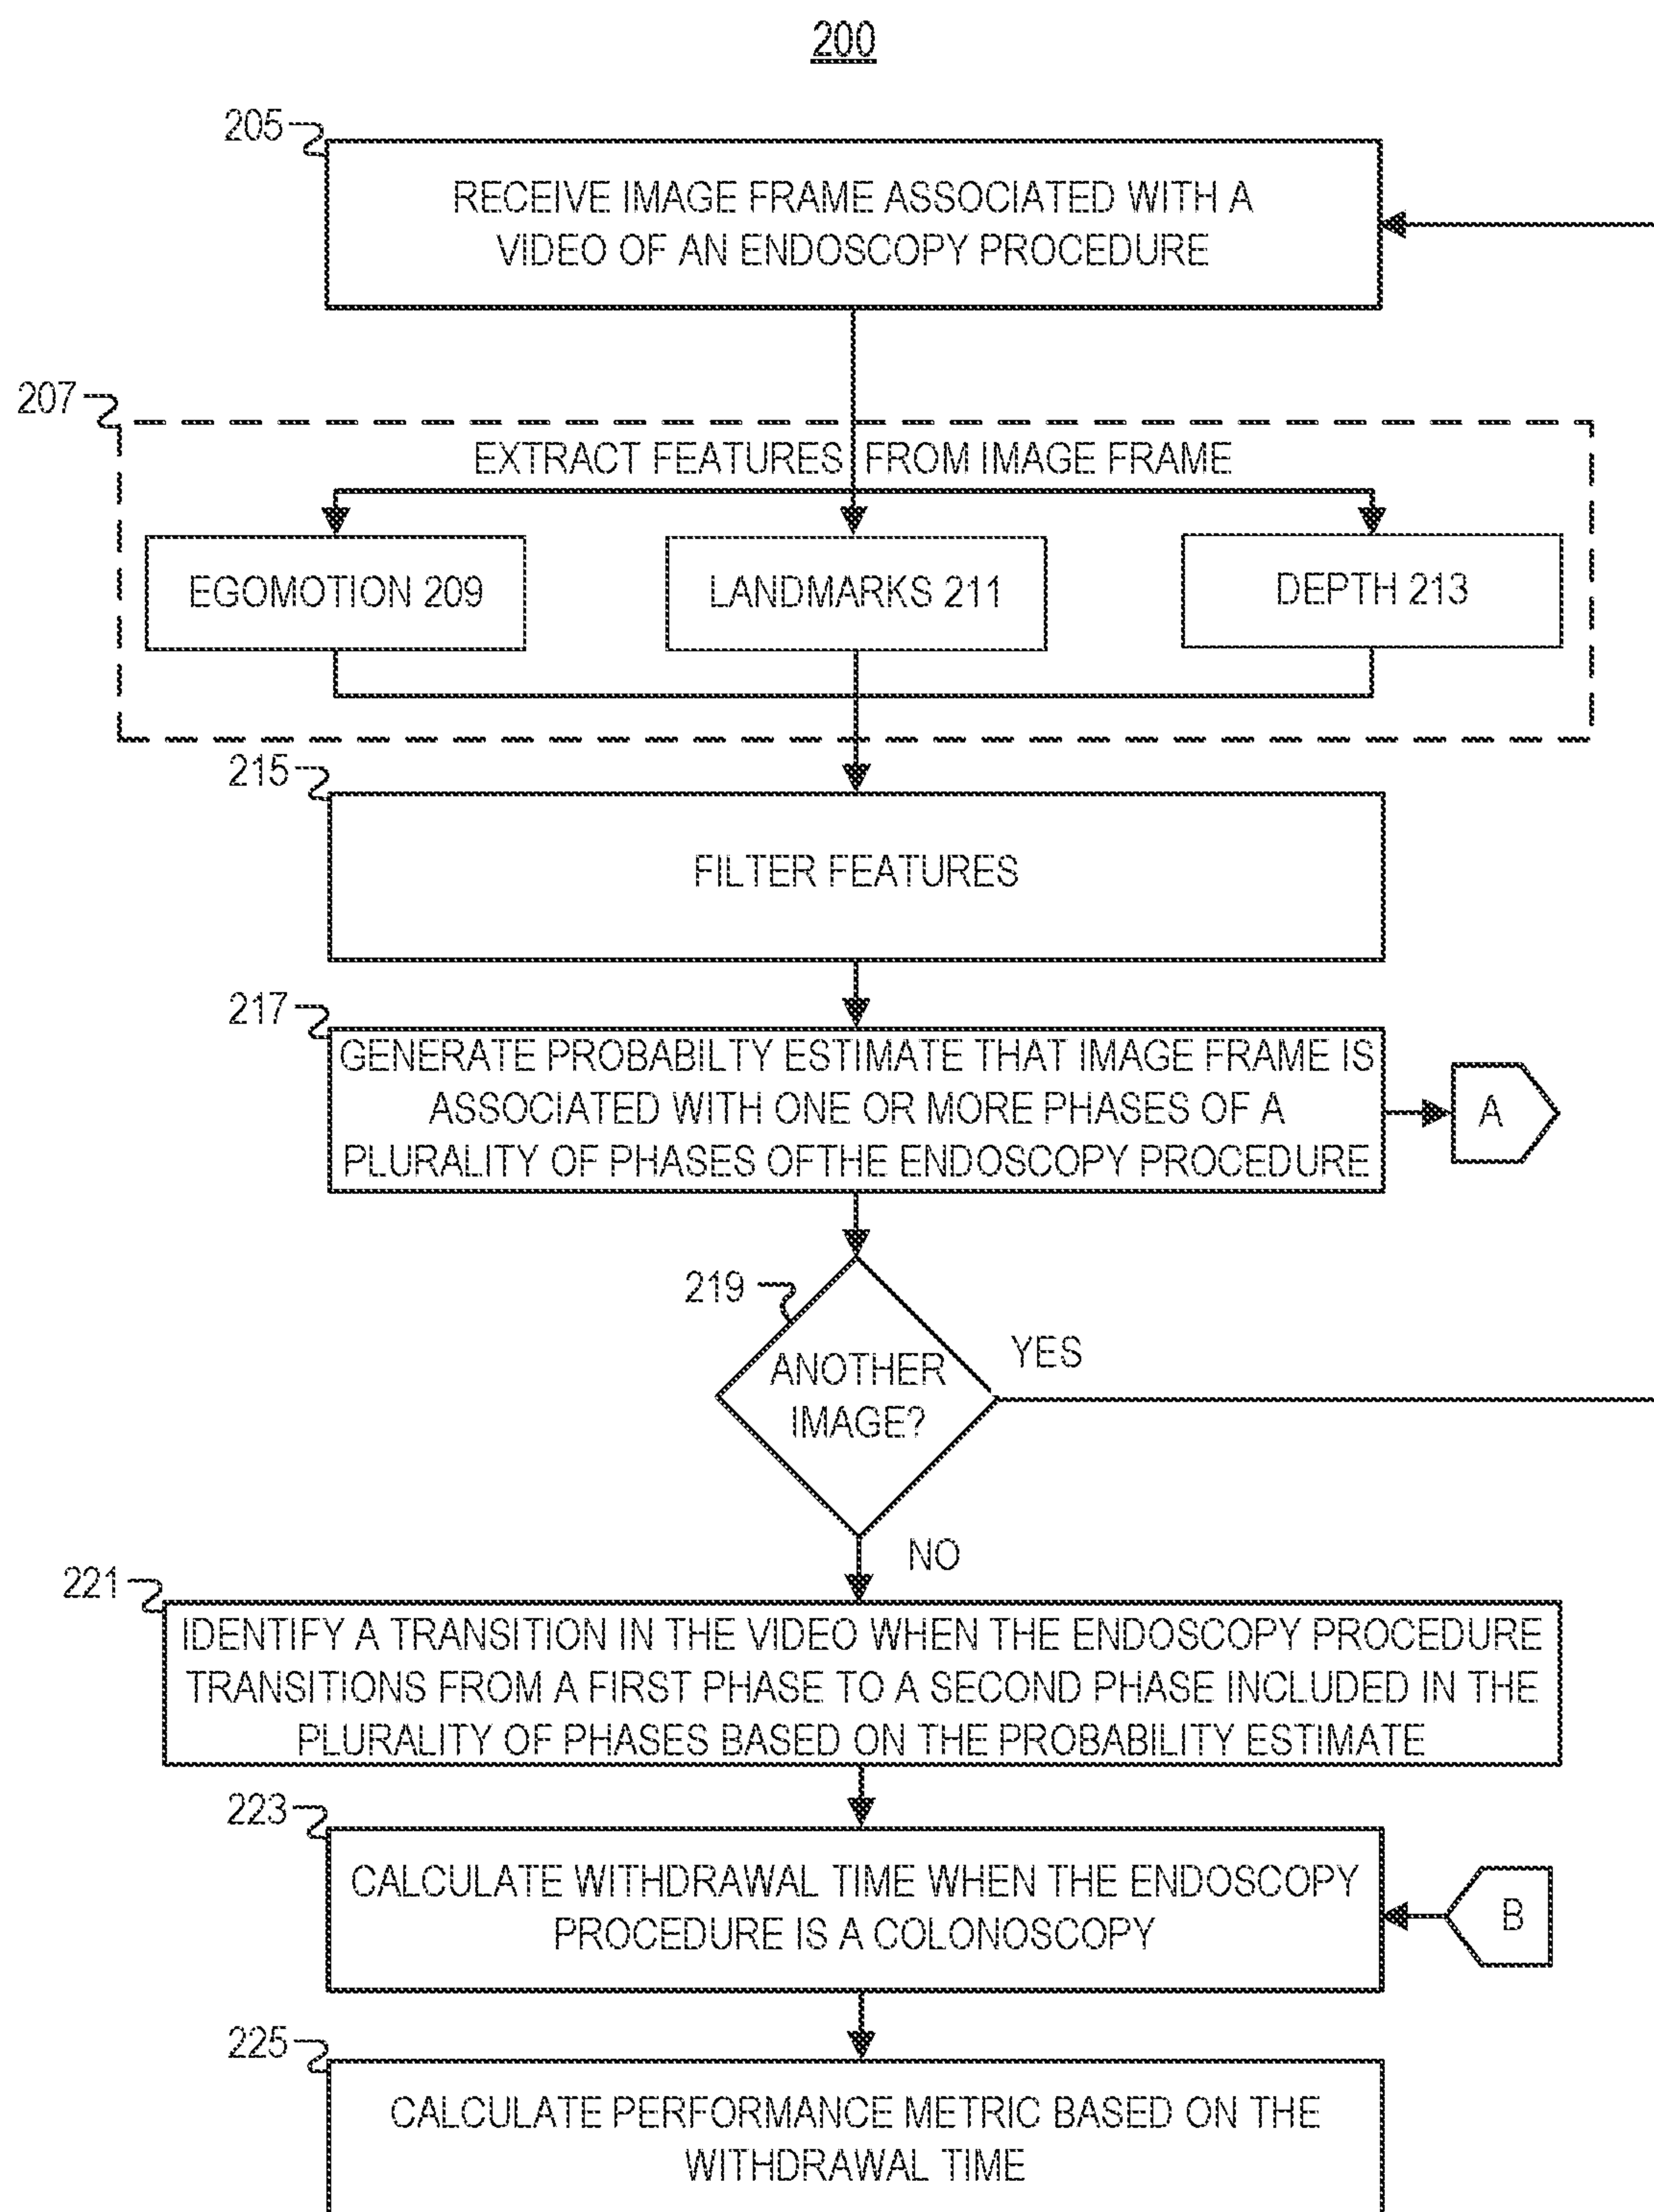 200
205
RECEIVE IMAGE FRAME ASSOCIATED WITH A
VIDEO OF AN ENDOSCOPY PROCEDURE
207
EXTRACT FEATURES FROM IMAGE FRAME
EGOMOTION 209
LANDMARKS 211
DEPTH 213
215
FILTER FEATURES
217
GENERATE PROBABILTY ESTIMATE THAT IMAGE FRAME IS
ASSOCIATED WITH ONE OR MORE PHASES OF A
PLURALITY OF PHASES OFTHE ENDOSCOPY PROCEDURE
A
219
ANOTHER
IMAGE?
YES
NO
221
IDENTIFY A TRANSITION IN THE VIDEO WHEN THE ENDOSCOPY PROCEDURE
TRANSITIONS FROM A FIRST PHASE TO A SECOND PHASE INCLUDED IN THE
PLURALITY OF PHASES BASED ON THE PROBABILITY ESTIMATE
223
CALCULATE WITHDRAWAL TIME WHEN THE ENDOSCOPY
PROCEDURE IS A COLONOSCOPY
B
225
CALCULATE PERFORMANCE METRIC BASED ON THE
WITHDRAWAL TIME